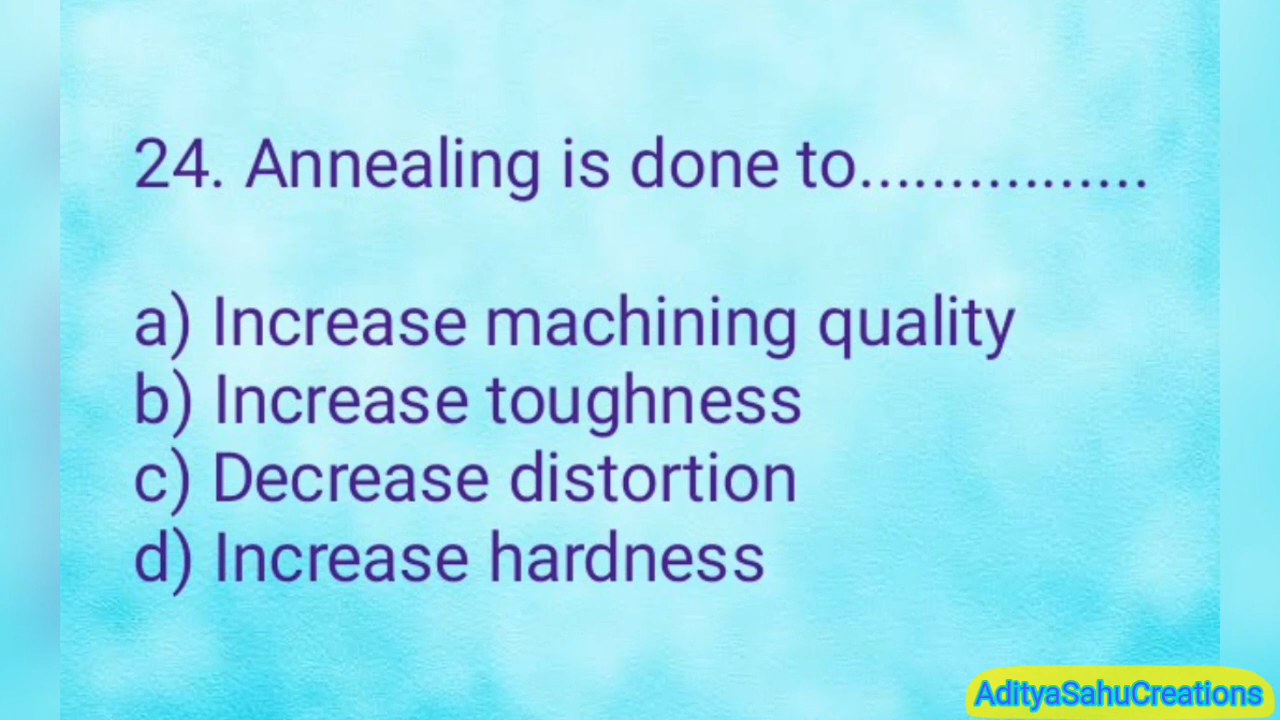 24. Annealing is done to................
a) Increase machining quality
b) Increase toughness
c) Decrease distortion
d) Increase hardness
AdityaSahuCreations